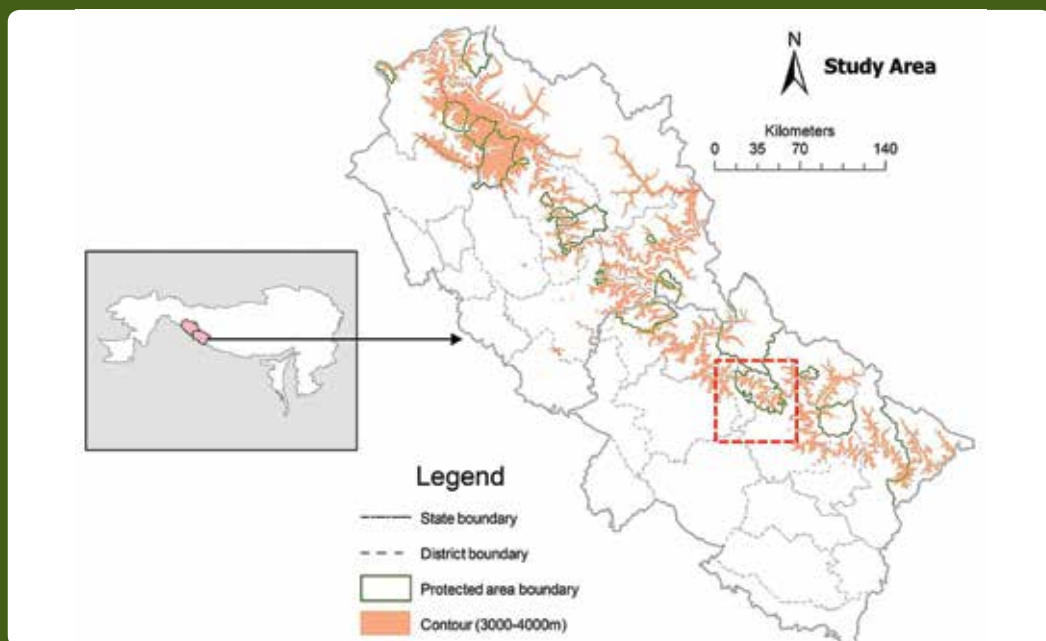 N
Study Area
Kilometers
0 35 70 140
Legend
State boundary
District boundary
Protected area boundary
Contour (3000-4000m)